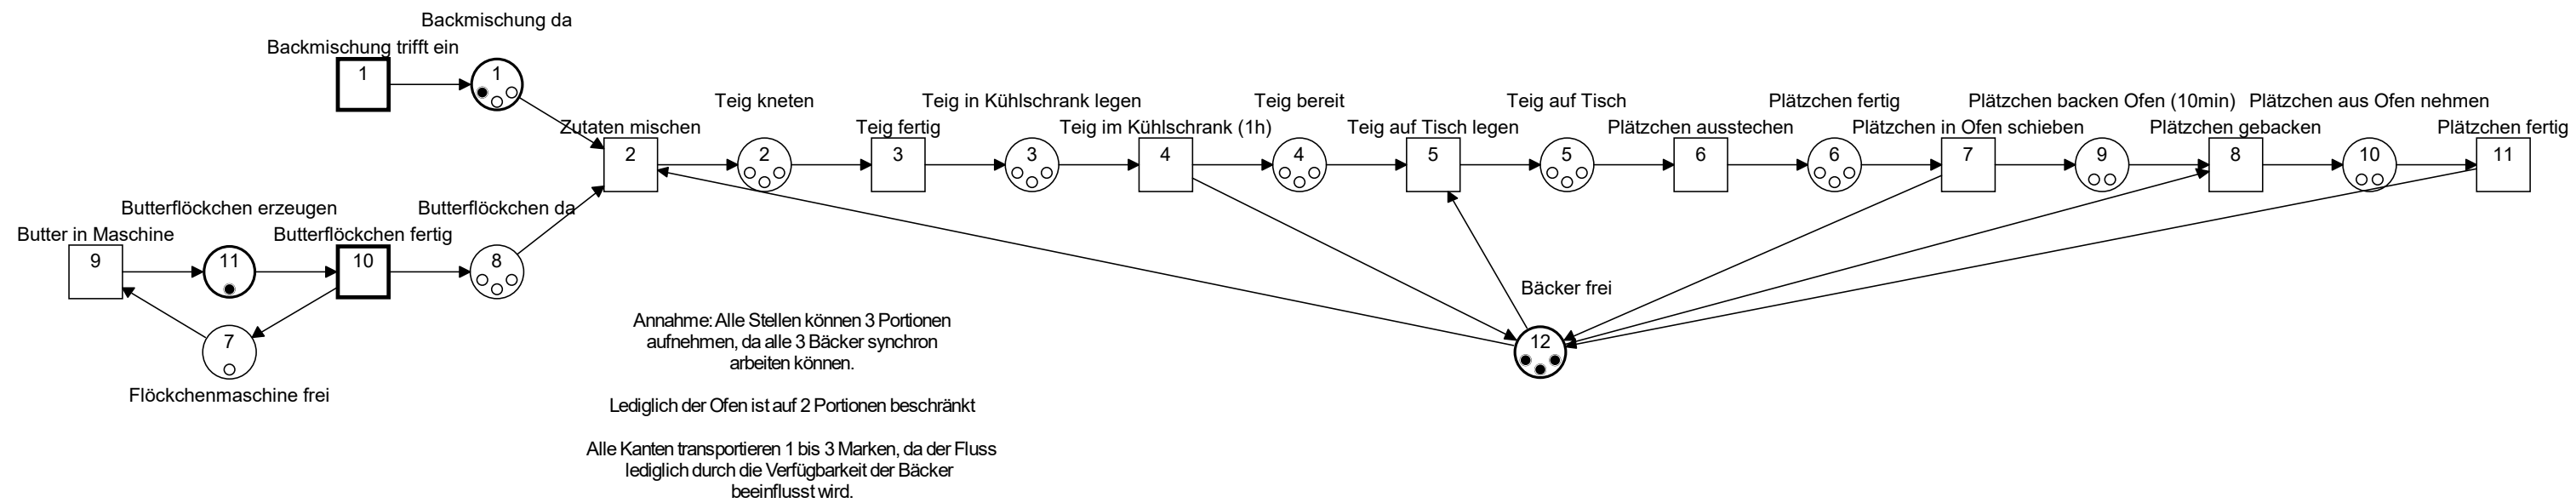 Backmischung da
Backmischung trifft ein
1
1
Teig kneten
Teig in Kühlschrank legen
Teig bereit
Teig auf Tisch
Plätzchen fertig
Plätzchen backen Ofen (10min)
Plätzchen aus Ofen nehmen
Zutaten mischen
Teig fertig
Teig im Kühlschrank (1h)
Teig auf Tisch legen
Plätzchen ausstechen
Plätzchen in Ofen schieben
Plätzchen gebacken
Plätzchen fertig
2
2
3
3
4
4
5
5
6
6
7
9
8
10
11
Butterflöckchen erzeugen
Butterflöckchen da
Butter in Maschine
Butterflöckchen fertig
9
11
10
8
Bäcker frei
7
12
Flöckchenmaschine frei
Annahme: Alle Stellen können 3 Portionen
aufnehmen, da alle 3 Bäcker synchron
arbeiten können.
Lediglich der Ofen ist auf 2 Portionen beschränkt
Alle Kanten transportieren 1 bis 3 Marken, da der Fluss
lediglich durch die Verfügbarkeit der Bäcker
beeinflusst wird.